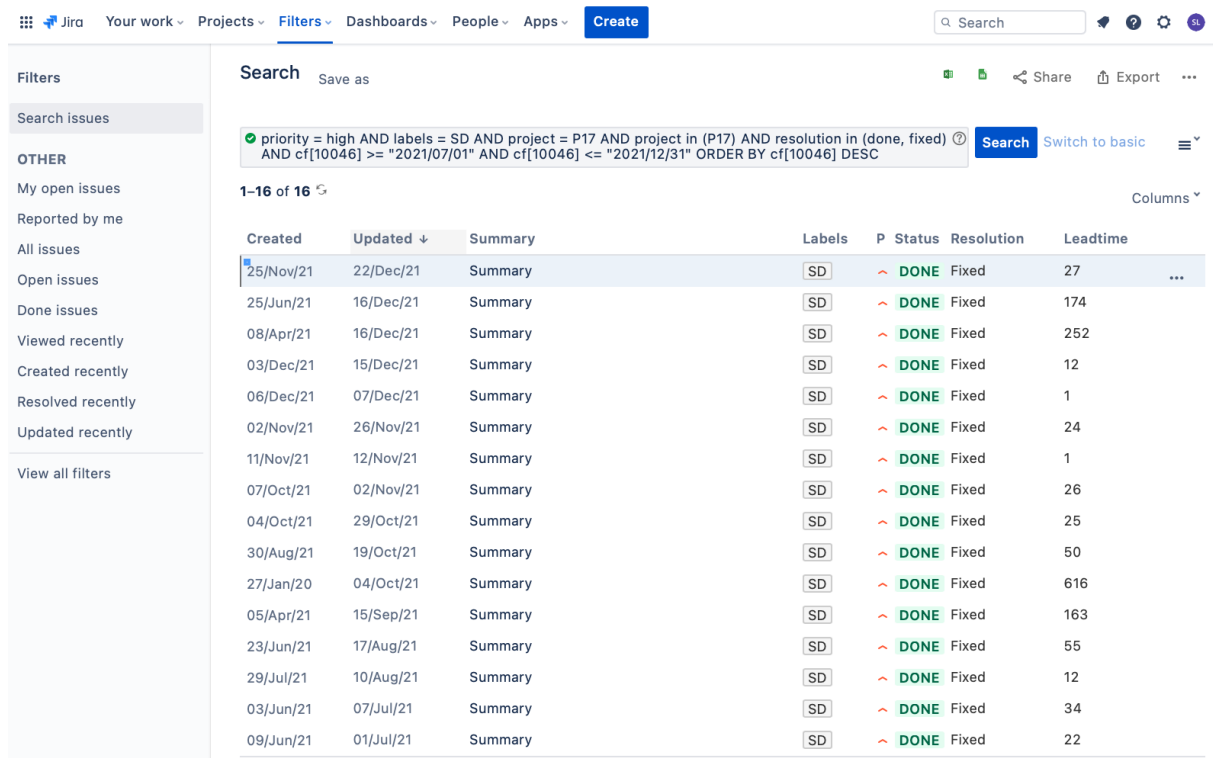 Jira Your work Projects Filters Dashboards People Apps Create Search SL
Filters
Search issues
OTHER
My open issues
Reported by me
All issues
Open issues
Done issues
Viewed recently
Created recently
Resolved recently
Updated recently
View all filters
Search Save as Share Export
priority = high AND labels = SD AND project = P17 AND project in (P17) AND resolution in (done, fixed)
AND cf[10046] >= "2021/07/01" AND cf[10046] <= "2021/12/31" ORDER BY cf[10046] DESC
Search Switch to basic
1–16 of 16
Columns
Created Updated Summary Labels P Status Resolution Leadtime
25/Nov/21 22/Dec/21 Summary SD DONE Fixed 27
25/Jun/21 16/Dec/21 Summary SD DONE Fixed 174
08/Apr/21 16/Dec/21 Summary SD DONE Fixed 252
03/Dec/21 15/Dec/21 Summary SD DONE Fixed 12
06/Dec/21 07/Dec/21 Summary SD DONE Fixed 1
02/Nov/21 26/Nov/21 Summary SD DONE Fixed 24
11/Nov/21 12/Nov/21 Summary SD DONE Fixed 1
07/Oct/21 02/Nov/21 Summary SD DONE Fixed 26
04/Oct/21 29/Oct/21 Summary SD DONE Fixed 25
30/Aug/21 19/Oct/21 Summary SD DONE Fixed 50
27/Jan/20 04/Oct/21 Summary SD DONE Fixed 616
05/Apr/21 15/Sep/21 Summary SD DONE Fixed 163
23/Jun/21 17/Aug/21 Summary SD DONE Fixed 55
29/Jul/21 10/Aug/21 Summary SD DONE Fixed 12
03/Jun/21 07/Jul/21 Summary SD DONE Fixed 34
09/Jun/21 01/Jul/21 Summary SD DONE Fixed 22